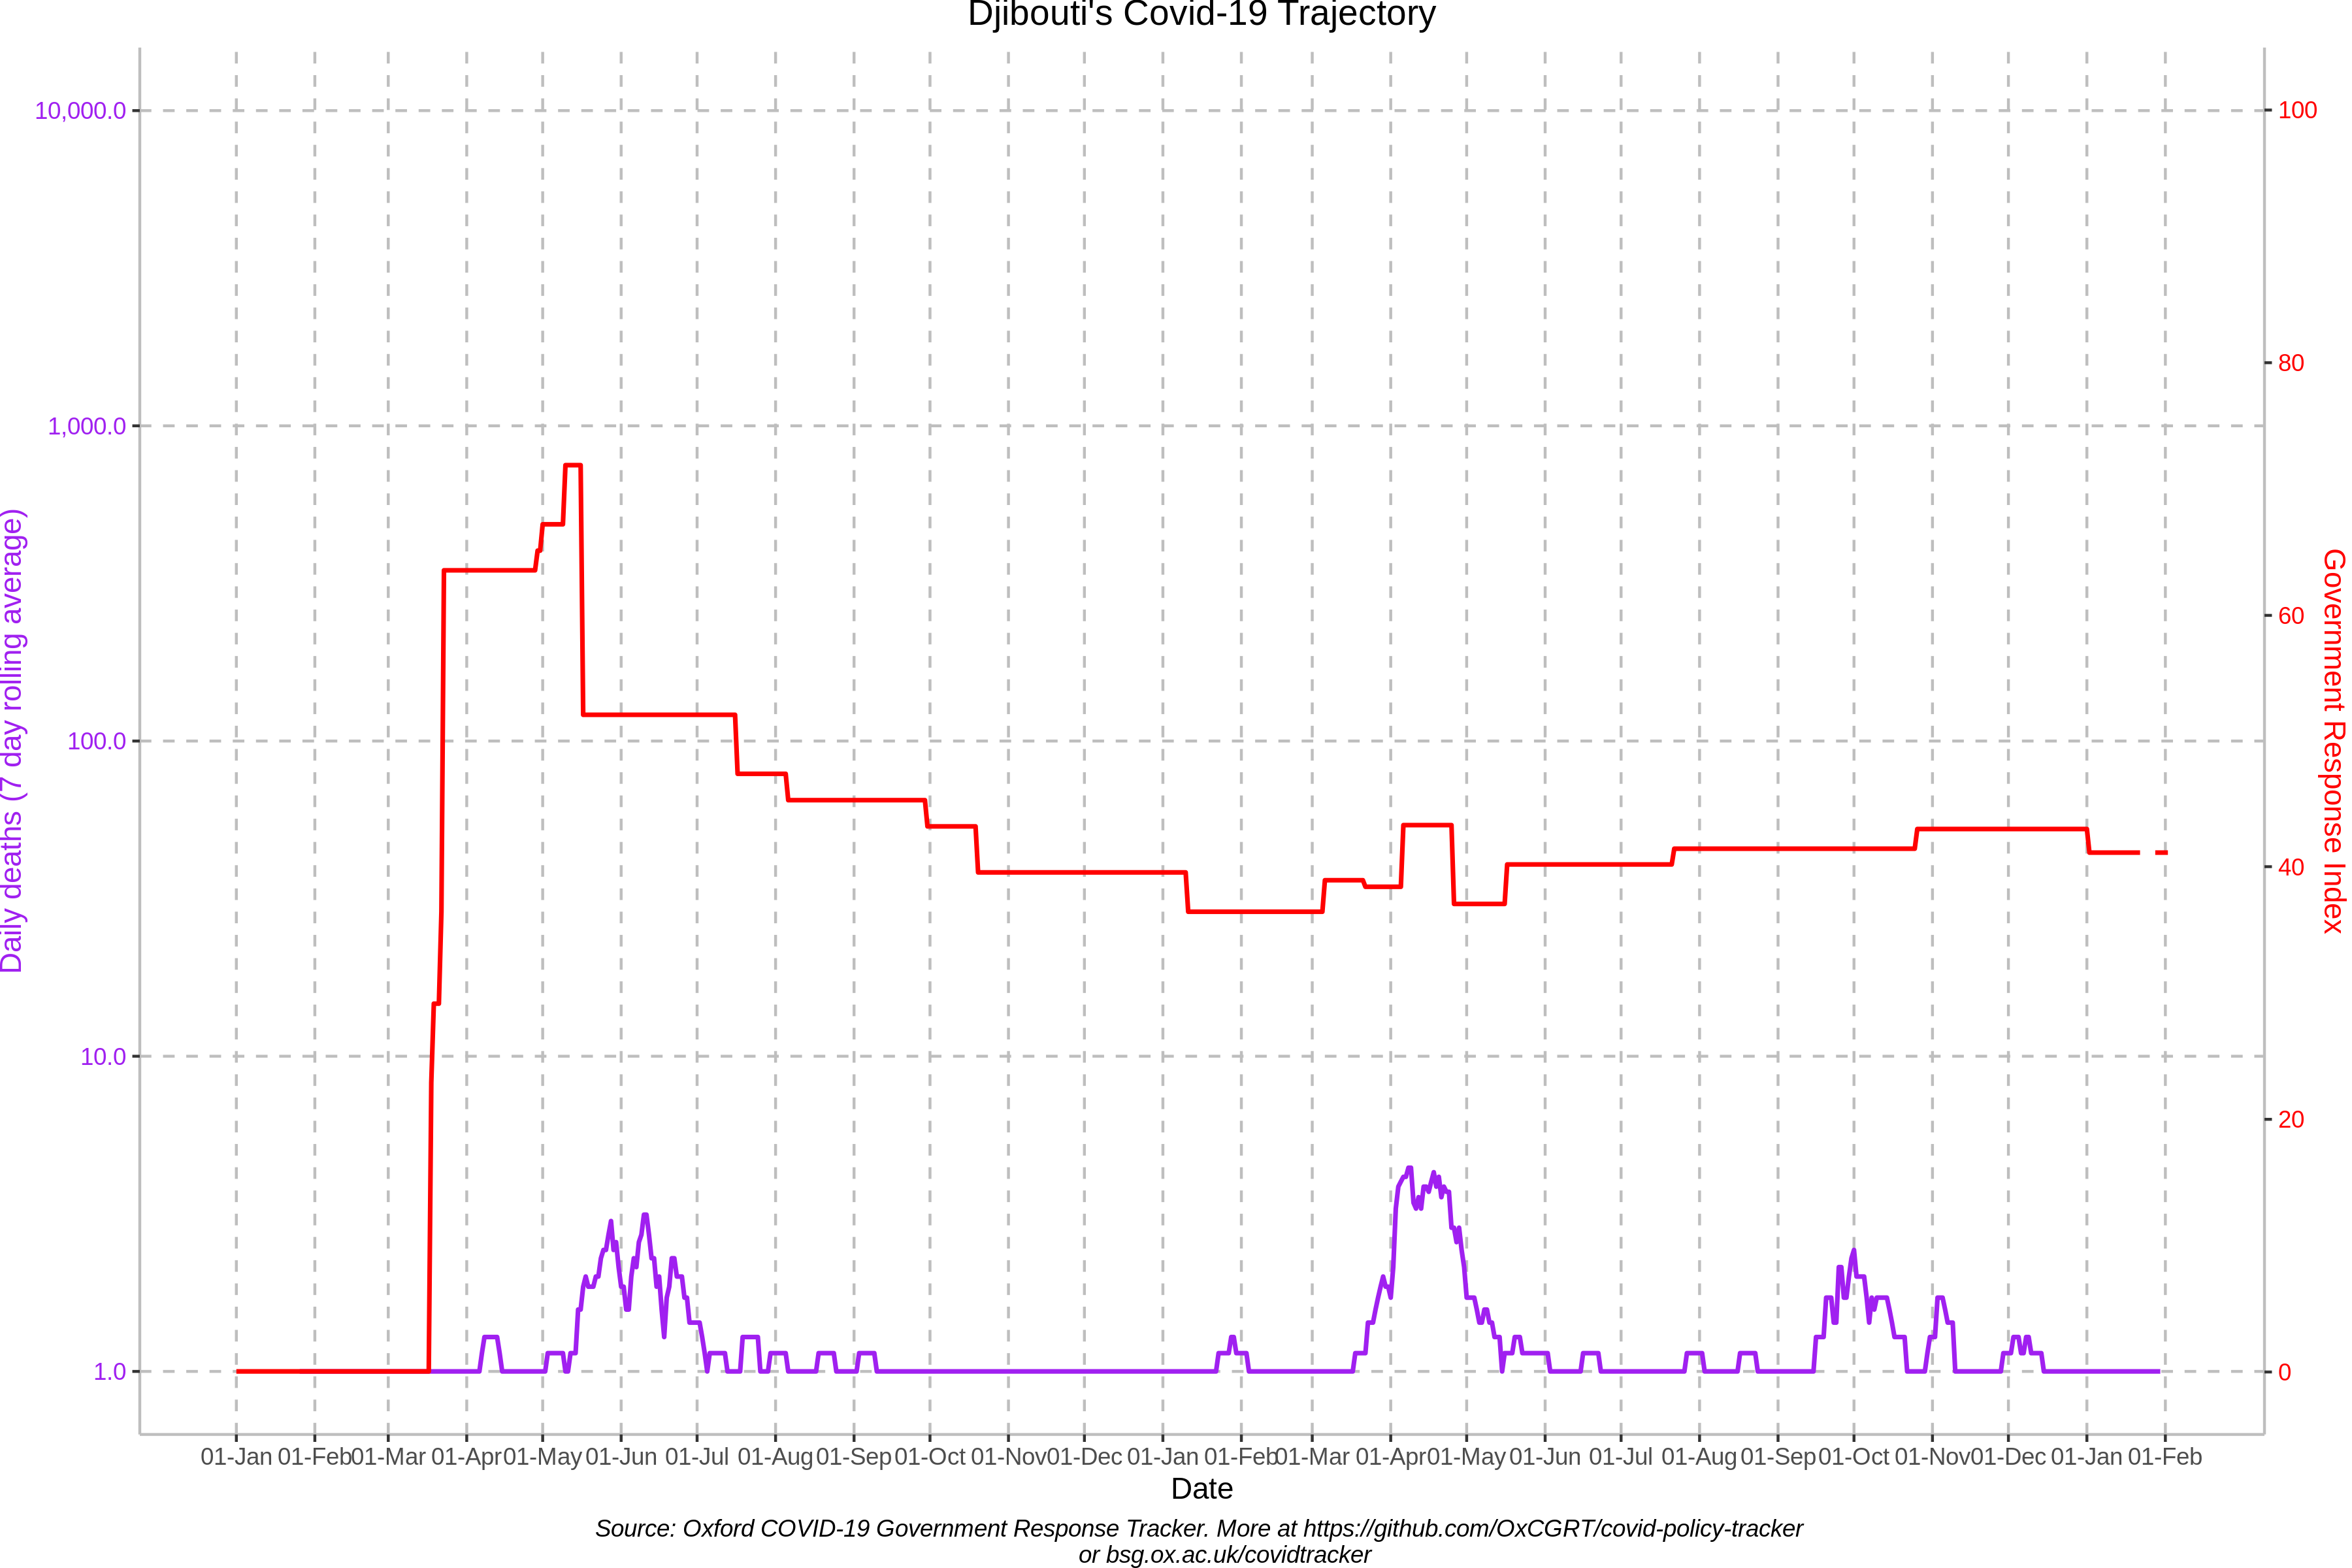 Djibouti's Covid-19 Trajectory
10,000.0
1,000.0
100.0
10.0
1.0
Daily deaths (7 day rolling average)
100
80
60
40
20
0
Government Response Index
01-Jan 01-Feb 01-Mar 01-Apr 01-May 01-Jun 01-Jul 01-Aug 01-Sep 01-Oct 01-Nov 01-Dec 01-Jan 01-Feb 01-Mar 01-Apr 01-May 01-Jun 01-Jul 01-Aug 01-Sep 01-Oct 01-Nov 01-Dec 01-Jan 01-Feb
Date
Source: Oxford COVID-19 Government Response Tracker. More at https://github.com/OxCGRT/covid-policy-tracker
or bsg.ox.ac.uk/covidtracker